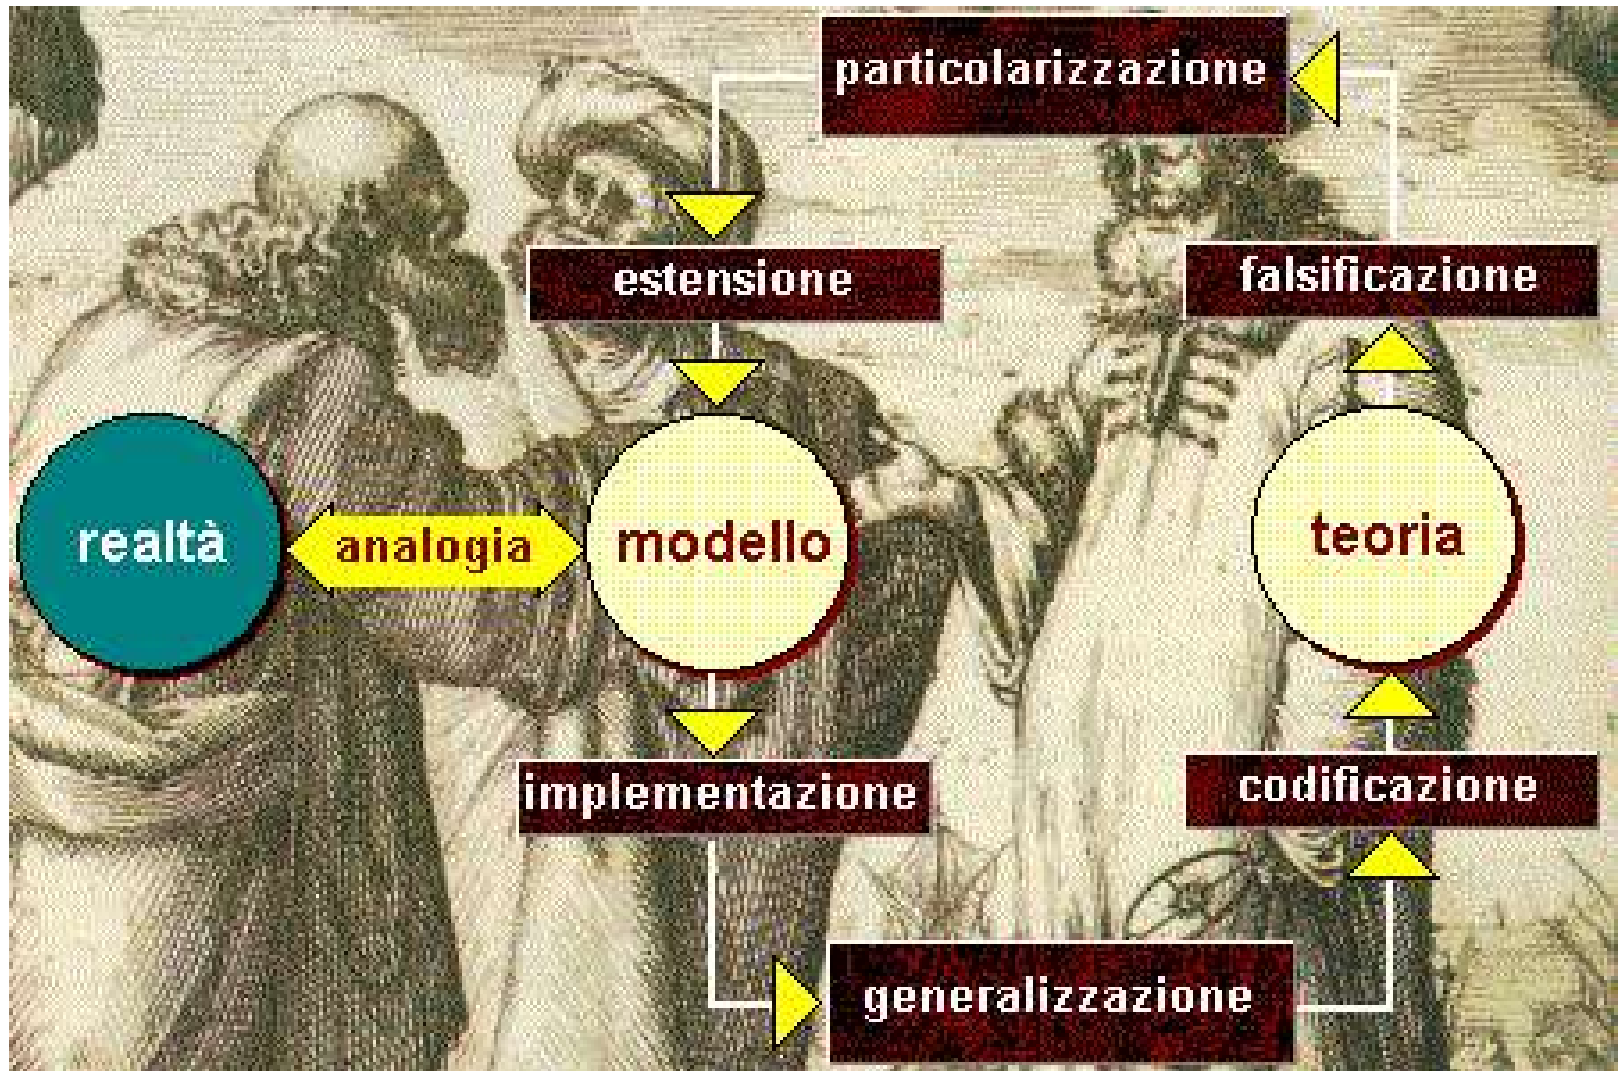 particolarizzazione
estensione
falsificazione
realtà
analogia
modello
teoria
implementazione
codificazione
generalizzazione